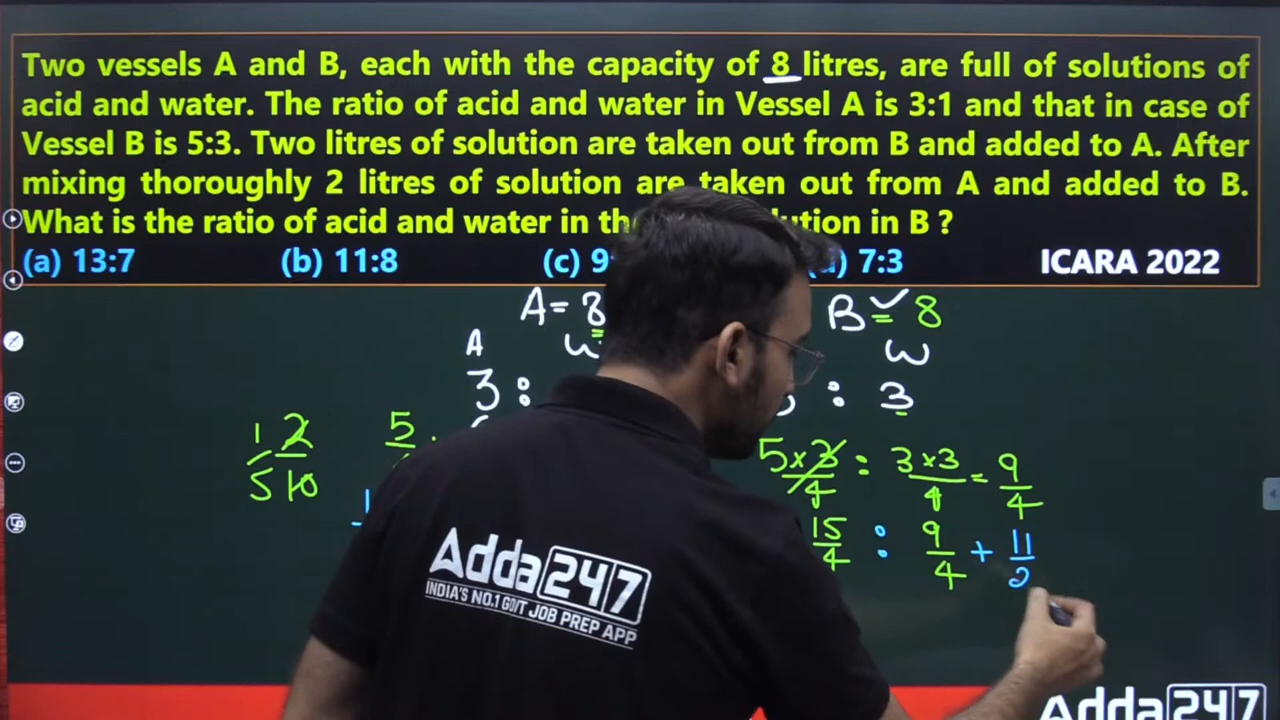 Two vessels A and B, each with the capacity of 8 litres, are full of solutions of
acid and water. The ratio of acid and water in Vessel A is 3:1 and that in case of
Vessel B is 5:3. Two litres of solution are taken out from B and added to A. After
mixing thoroughly 2 litres of solution are taken out from A and added to B.
What is the ratio of acid and water in the lution in B ?
(a) 13:7 (b) 11:8 (c) 9 7:3 ICARA 2022
A = 8 B = 8
A W W
3 : : 3
1 2 5 5×3/4 : 3×3/4 = 9/4
5 10
15/4 : 9/4 + 11/2
Adda247
INDIA'S NO.1 GOVT JOB PREP APP
Adda247